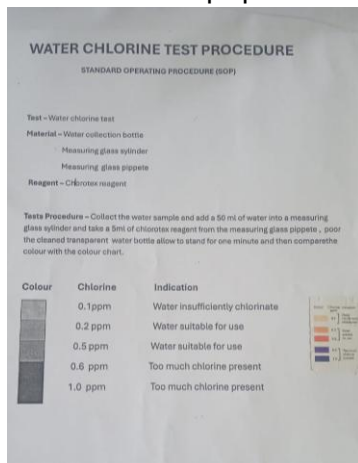 WATER CHLORINE TEST PROCEDURE
STANDARD OPERATING PROCEDURE (SOP)
Test – Water chlorine test
Material – Water collection bottle
Measuring glass sylinder
Measuring glass pippete
Reagent – Chlorotex reagent
Tests Procedure – Collect the water sample and add a 50 ml of water into a measuring
glass sylinder and take a 5ml of chlorotex reagent from the measuring glass pippete , poor
the cleaned transparent water bottle allow to stand for one minute and then comparethe
colour with the colour chart.
Colour Chlorine Indication
0.1ppm Water insufficiently chlorinate
0.2 ppm Water suitable for use
0.5 ppm Water suitable for use
0.6 ppm Too much chlorine present
1.0 ppm Too much chlorine present